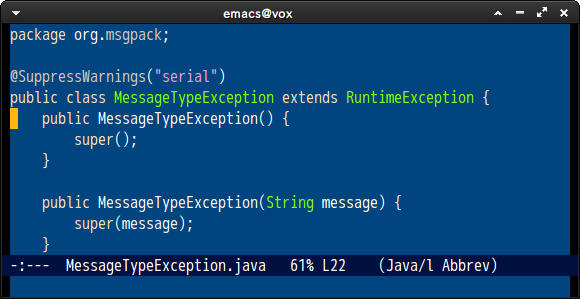 emacs@vox
package org.msgpack;
@SuppressWarnings("serial")
public class MessageTypeException extends RuntimeException {
    public MessageTypeException() {
        super();
    }
    public MessageTypeException(String message) {
        super(message);
    }
-:---  MessageTypeException.java   61% L22    (Java/l Abbrev)